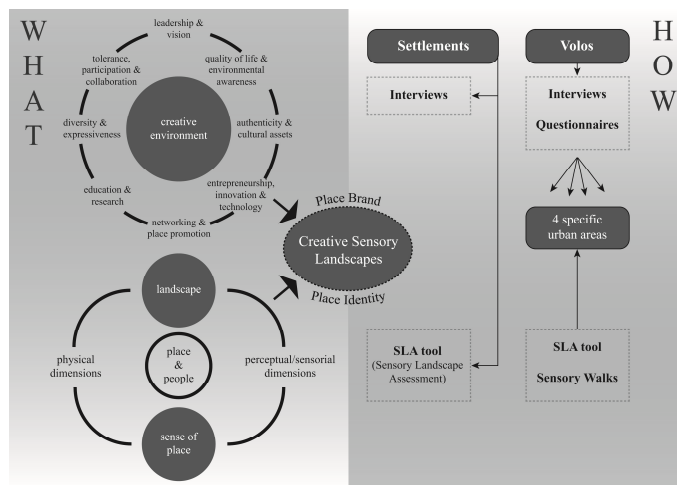 WHAT
leadership &
vision
tolerance,
participation &
collaboration
quality of life &
environmental
awareness
creative
environment
diversity &
expressiveness
authenticity &
cultural assets
education &
research
entrepreneurship,
innovation &
technology
networking &
place promotion
Place Brand
Creative Sensory
Landscapes
Place Identity
landscape
physical
dimensions
place
&
people
perceptual/sensorial
dimensions
sense of
place
HOW
Settlements
Interviews
SLA tool
(Sensory Landscape
Assessment)
Volos
Interviews
Questionnaires
4 specific
urban areas
SLA tool
Sensory Walks